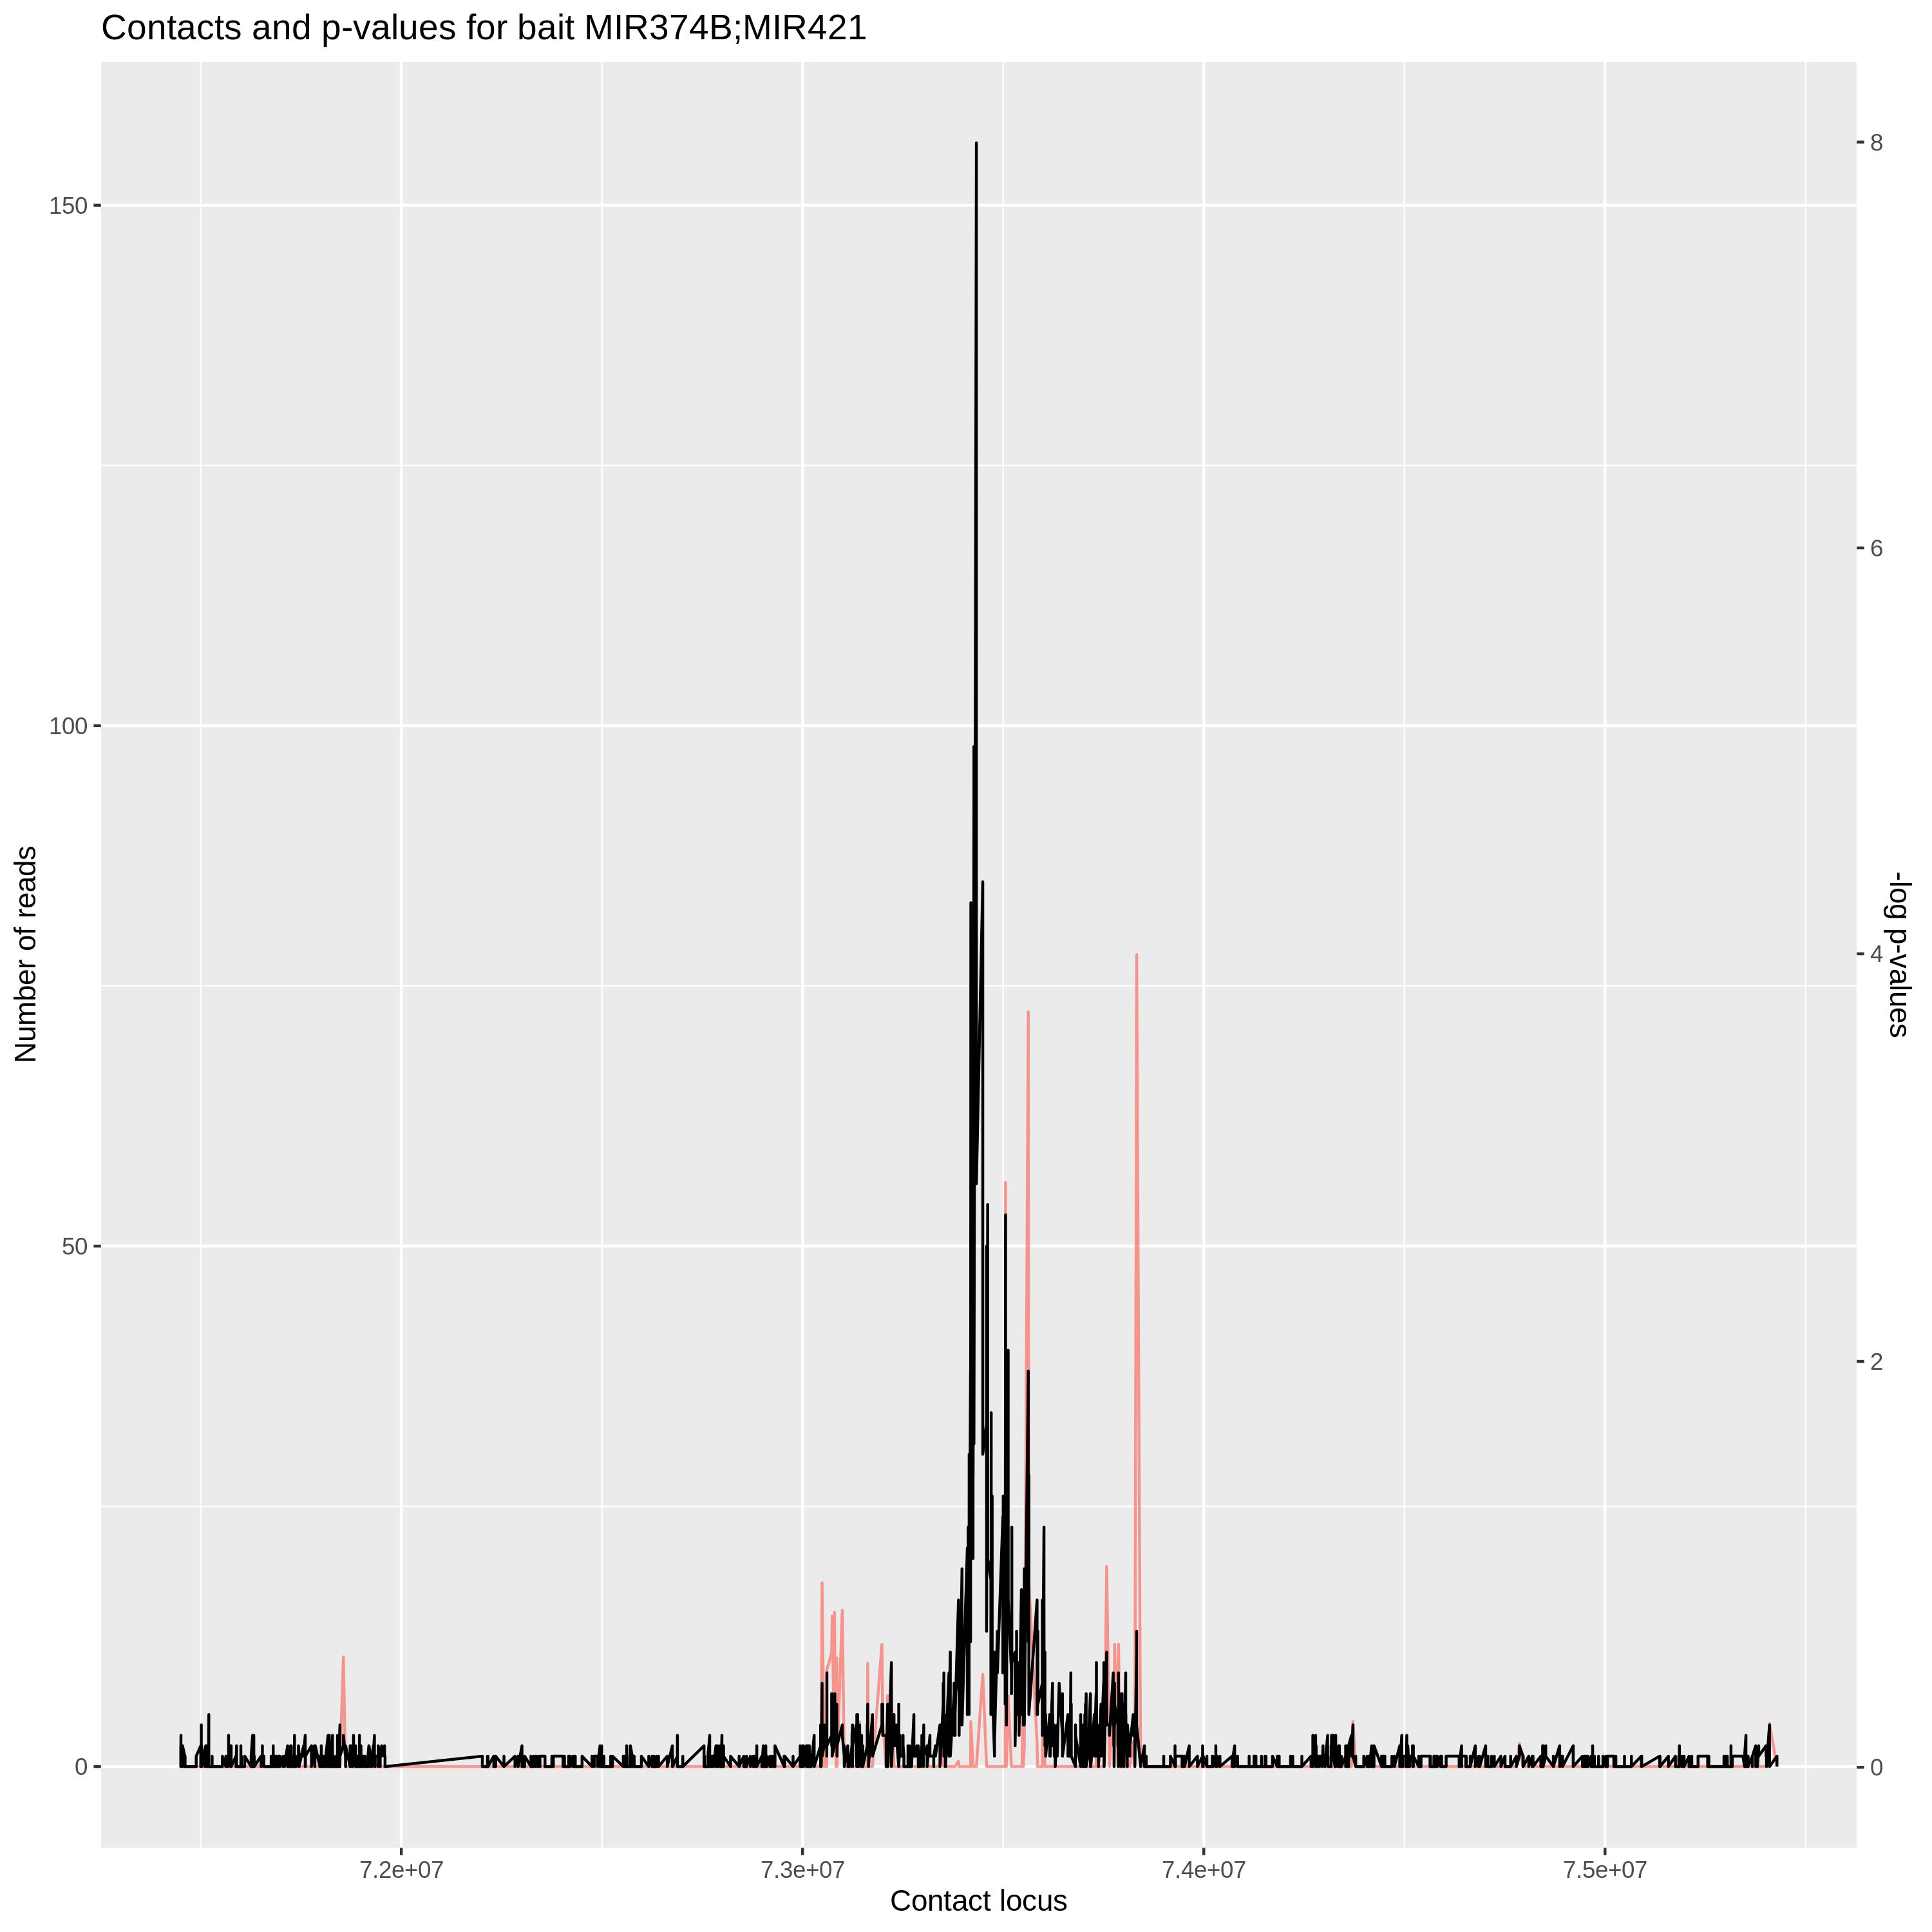 Contacts and p-values for bait MIR374B;MIR421
150
100
50
0
8
6
4
2
0
Number of reads
-log p-values
7.2e+07
7.3e+07
7.4e+07
7.5e+07
Contact locus